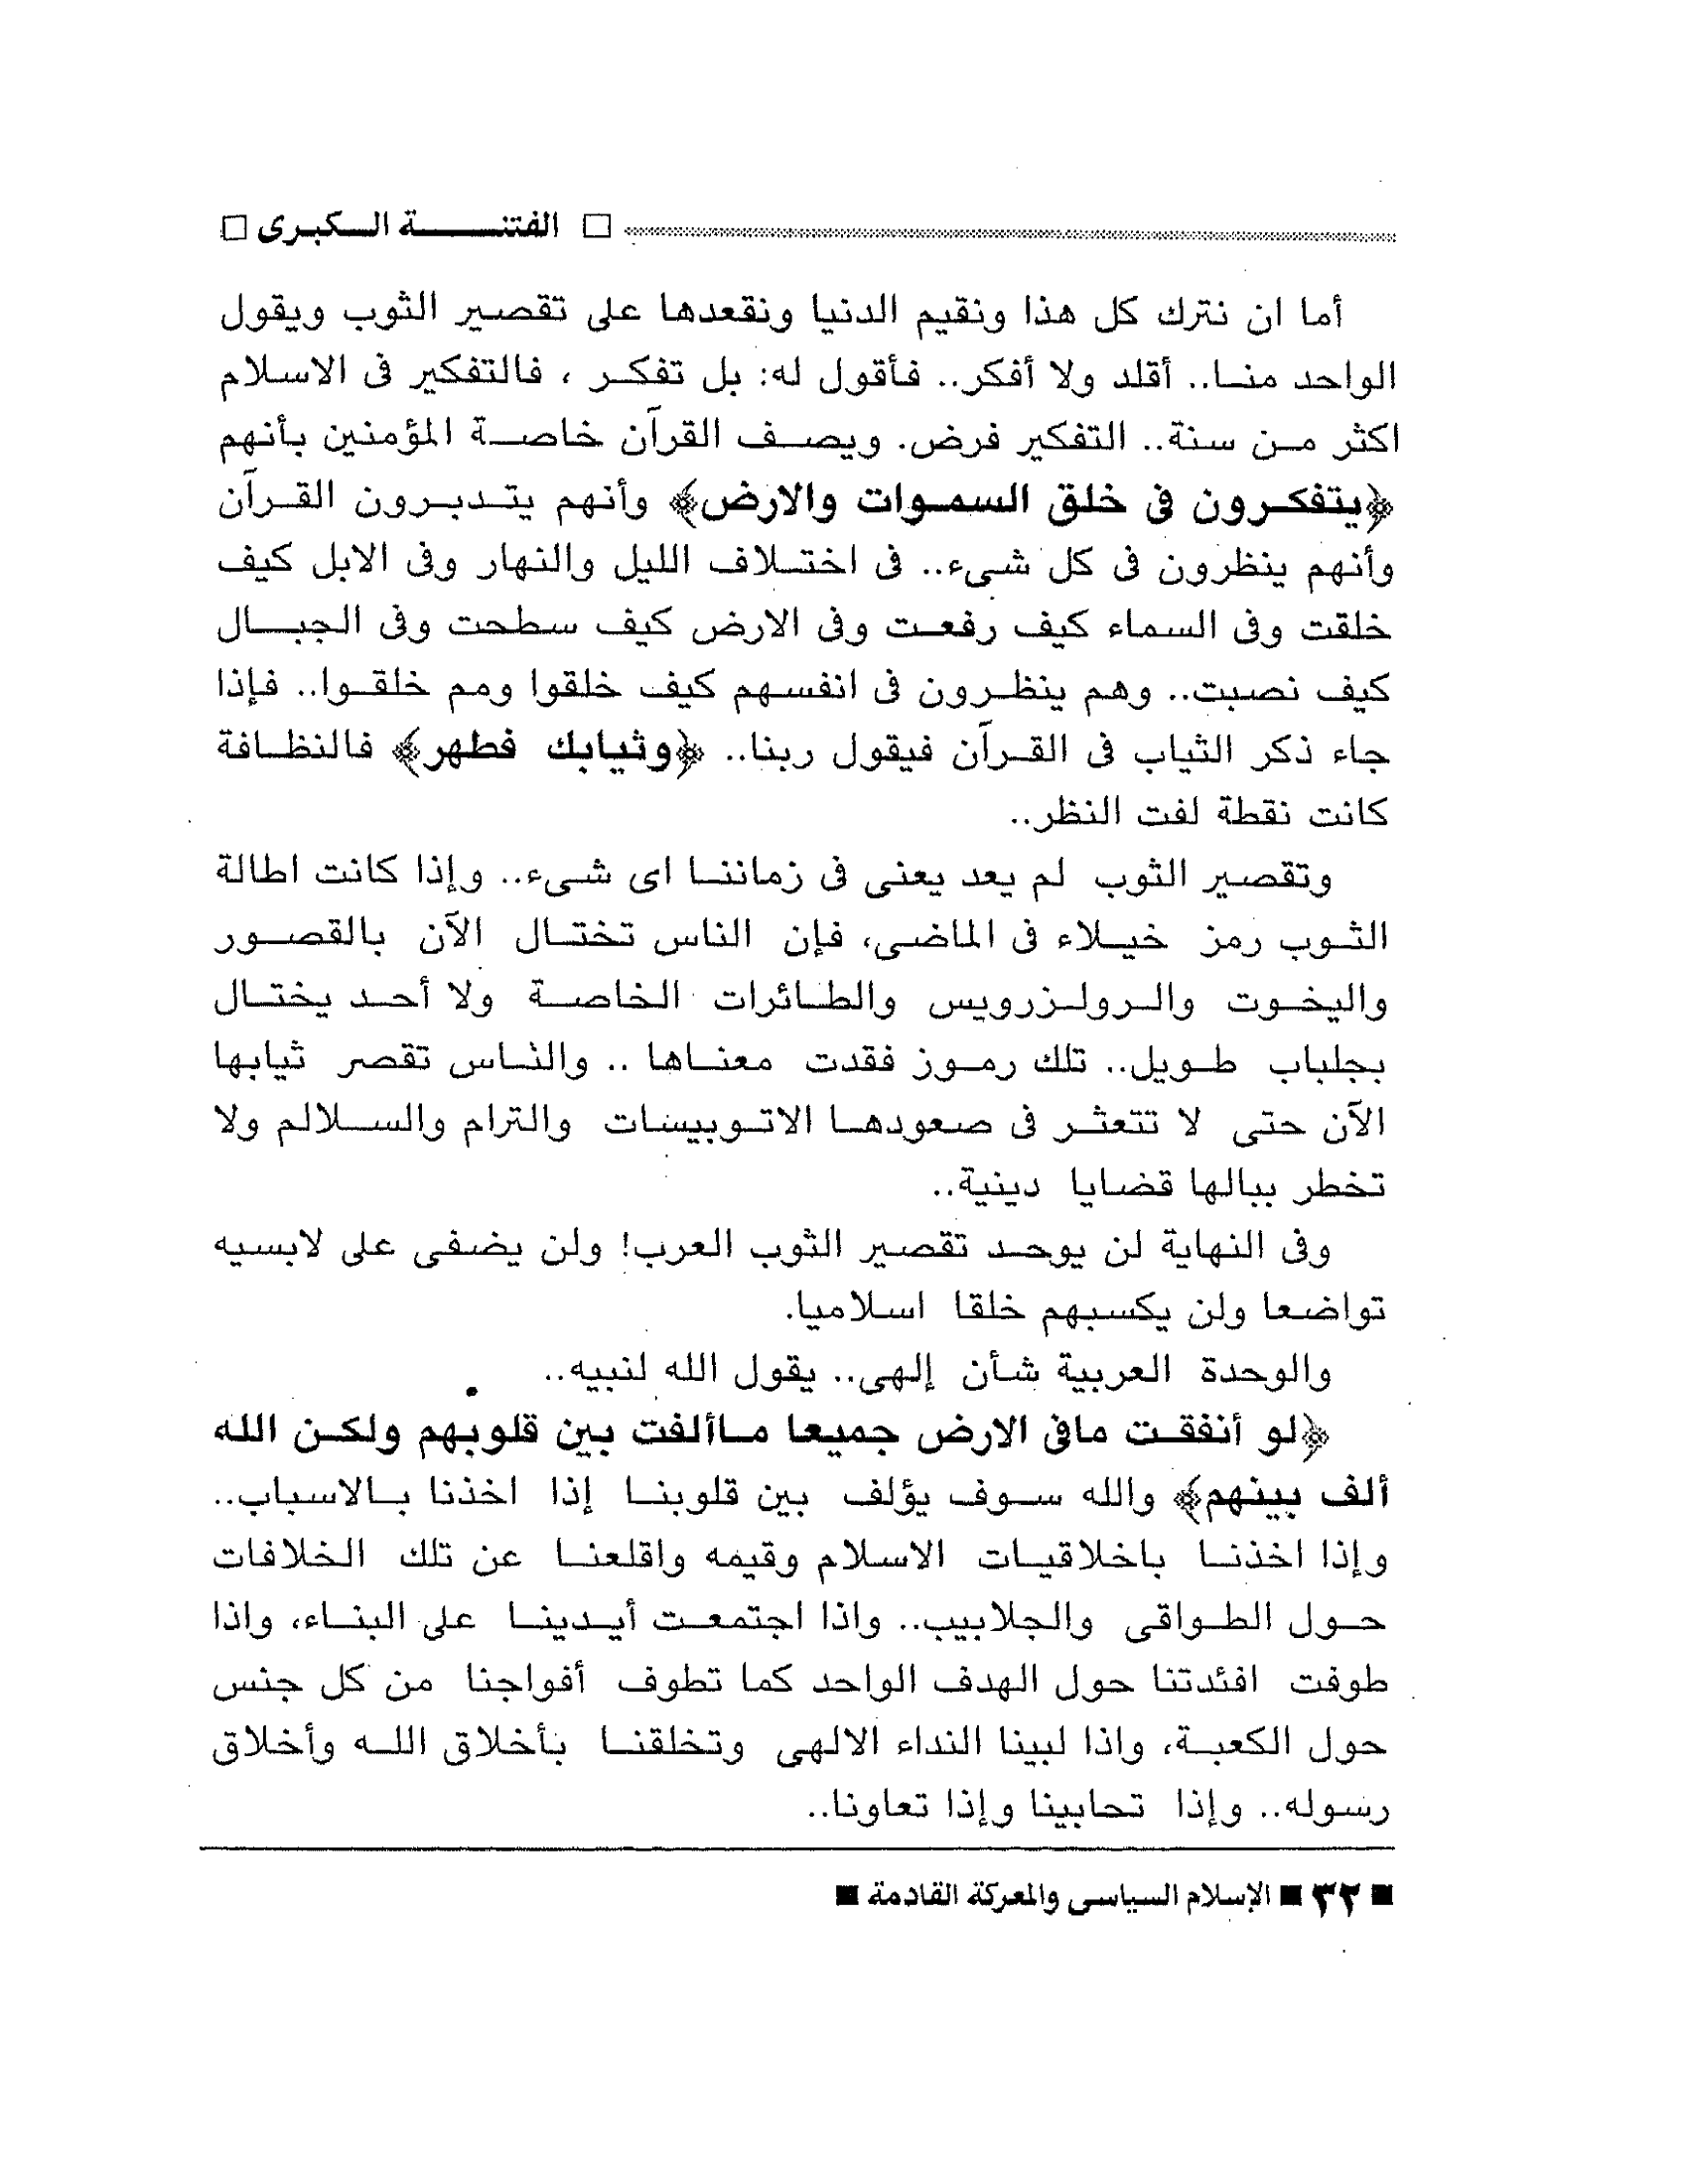 □ الفتنة الكبرى □
أما ان نترك كل هذا ونقيم الدنيا ونقعدها على تقصير الثوب ويقول
الواحد منا.. أقلد ولا أفكر.. فأقول له: بل تفكر ، فالتفكير فى الاسلام
اكثر من سنة.. التفكير فرض. ويصف القرآن خاصة المؤمنين بأنهم
﴿يتفكرون فى خلق السموات والارض﴾ وأنهم يتدبرون القرآن
وأنهم ينظرون فى كل شىء.. فى اختلاف الليل والنهار وفى الابل كيف
خلقت وفى السماء كيف رفعت وفى الارض كيف سطحت وفى الجبال
كيف نصبت.. وهم ينظرون فى انفسهم كيف خلقوا ومم خلقوا.. فإذا
جاء ذكر الثياب فى القرآن فيقول ربنا.. ﴿وثيابك فطهر﴾ فالنظافة
كانت نقطة لفت النظر..
وتقصير الثوب لم يعد يعنى فى زماننا اى شىء.. وإذا كانت اطالة
الثوب رمز خيلاء فى الماضى، فإن الناس تختال الآن بالقصور
واليخوت والرولزرويس والطائرات الخاصة ولا أحد يختال
بجلباب طويل.. تلك رموز فقدت معناها .. والناس تقصر ثيابها
الآن حتى لا تتعثر فى صعودها الاتوبيسات والترام والسلالم ولا
تخطر ببالها قضايا دينية..
وفى النهاية لن يوحد تقصير الثوب العرب! ولن يضفى على لابسيه
تواضعا ولن يكسبهم خلقا اسلاميا.
والوحدة العربية شأن إلهى.. يقول الله لنبيه..
﴿لو أنفقت مافى الارض جميعا ماألفت بين قلوبهم ولكن الله
ألف بينهم﴾ والله سوف يؤلف بين قلوبنا إذا اخذنا بالاسباب..
وإذا اخذنا باخلاقيات الاسلام وقيمه واقلعنا عن تلك الخلافات
حول الطواقى والجلابيب.. واذا اجتمعت أيدينا على البناء، واذا
طوفت افئدتنا حول الهدف الواحد كما تطوف أفواجنا من كل جنس
حول الكعبة، واذا لبينا النداء الالهى وتخلقنا بأخلاق الله وأخلاق
رسوله.. وإذا تحابينا وإذا تعاونا..
■ ٣٢ ■ الإسلام السياسى والمعركة القادمة ■